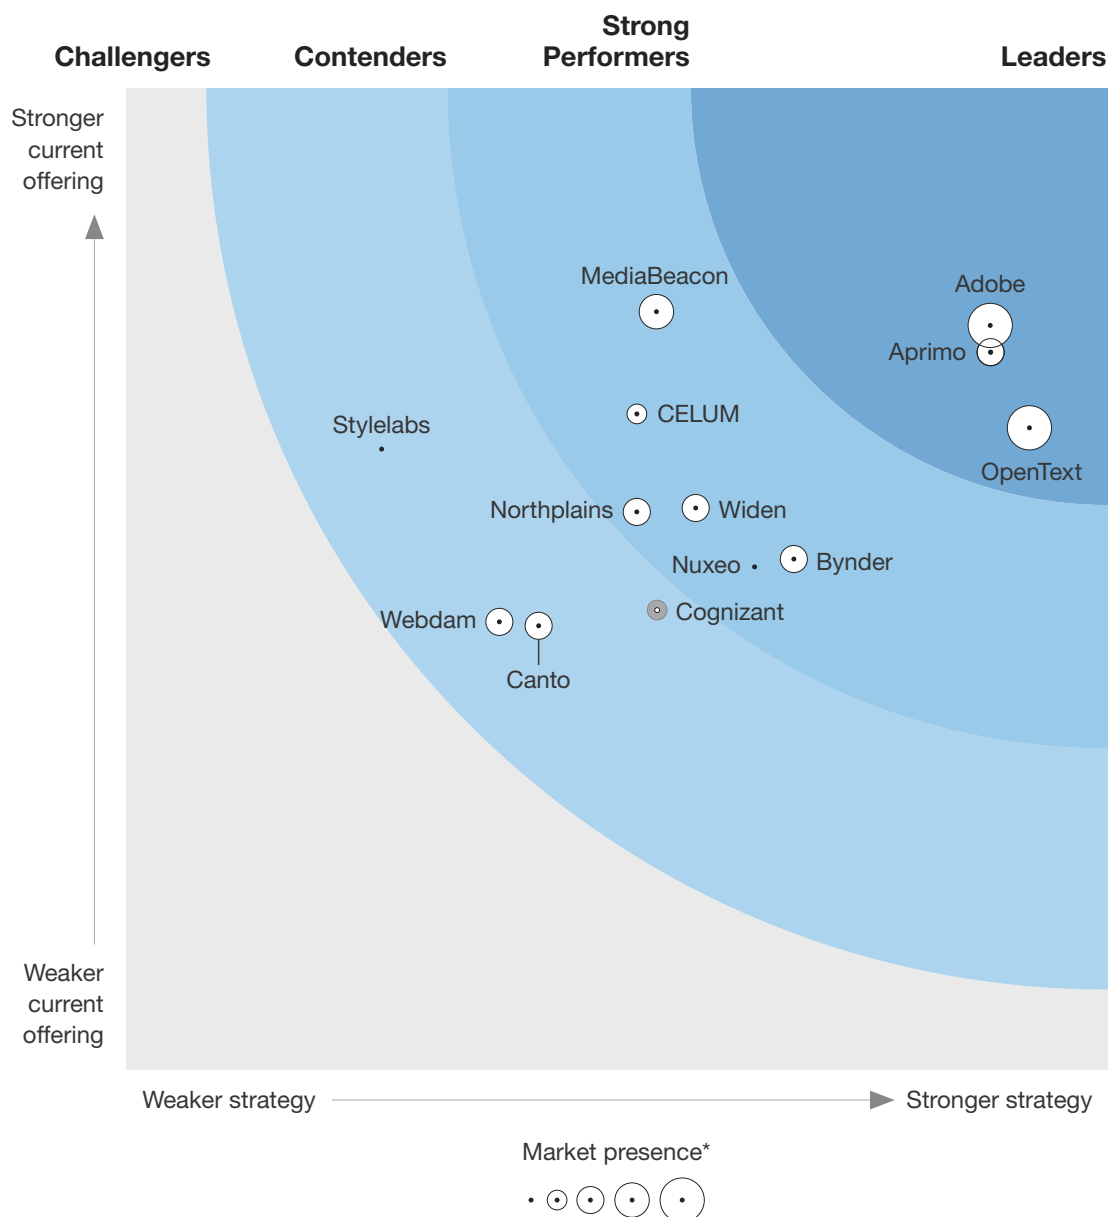 Challengers
Contenders
Strong
Performers
Leaders
Stronger
current
offering
MediaBeacon
Adobe
Aprimo
CELUM
Stylelabs
OpenText
Northplains
Widen
Nuxeo
Bynder
Cognizant
Webdam
Canto
Weaker
current
offering
Weaker strategy
Stronger strategy
Market presence*